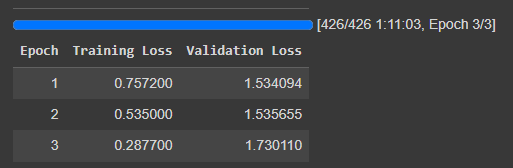 [426/426 1:11:03, Epoch 3/3]
Epoch Training Loss Validation Loss
1 0.757200 1.534094
2 0.535000 1.535655
3 0.287700 1.730110